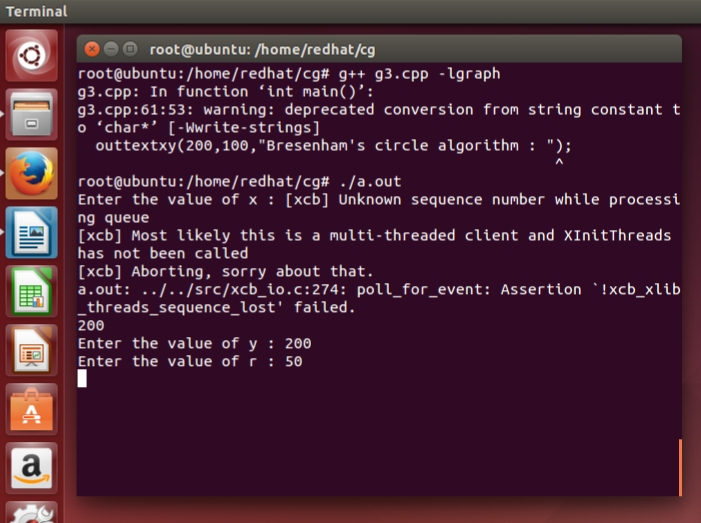 Terminal
root@ubuntu: /home/redhat/cg
root@ubuntu:/home/redhat/cg# g++ g3.cpp -lgraph
g3.cpp: In function ‘int main()’:
g3.cpp:61:53: warning: deprecated conversion from string constant t
o ‘char*’ [-Wwrite-strings]
  outtextxy(200,100,"Bresenham's circle algorithm : ");
                                                     ^
root@ubuntu:/home/redhat/cg# ./a.out
Enter the value of x : [xcb] Unknown sequence number while processi
ng queue
[xcb] Most likely this is a multi-threaded client and XInitThreads
has not been called
[xcb] Aborting, sorry about that.
a.out: ../../src/xcb_io.c:274: poll_for_event: Assertion `!xcb_xlib
_threads_sequence_lost' failed.
200
Enter the value of y : 200
Enter the value of r : 50